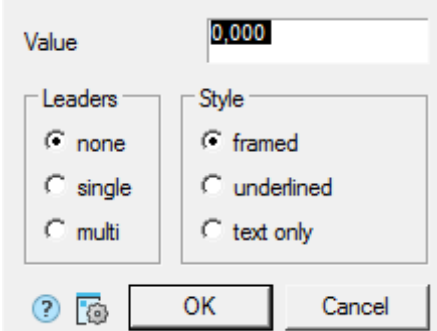 Value 0,000
Leaders Style
none framed
single underlined
multi text only
? OK Cancel